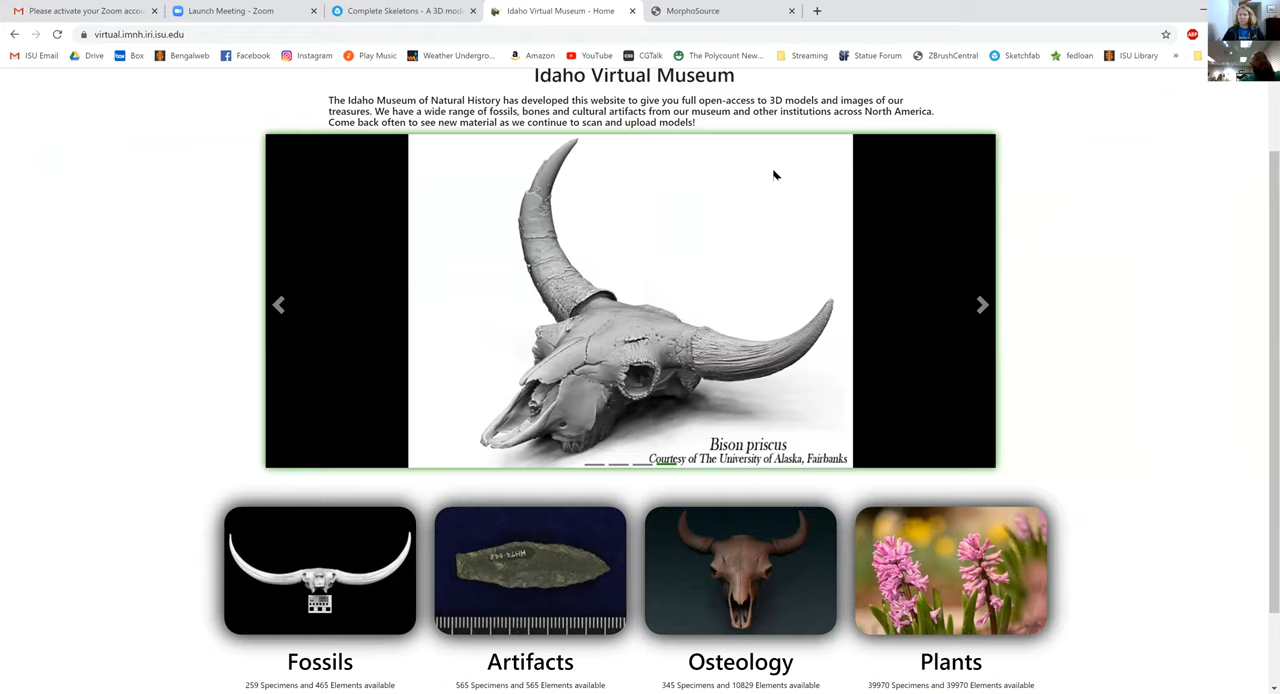 Please activate your Zoom acco
Launch Meeting - Zoom
Complete Skeletons - A 3D mod
Idaho Virtual Museum - Home
MorphoSource
virtual.imnh.iri.isu.edu
ABP
ISU Email
Drive
Box
Bengalweb
Facebook
Instagram
Play Music
Weather Undergro...
Amazon
YouTube
CGTalk
The Polycount New...
Streaming
Statue Forum
ZBrushCentral
Sketchfab
fedloan
ISU Library
Idaho Virtual Museum
The Idaho Museum of Natural History has developed this website to give you full open-access to 3D models and images of our
treasures. We have a wide range of fossils, bones and cultural artifacts from our museum and other institutions across North America.
Come back often to see new material as we continue to scan and upload models!
Bison priscus
Courtesy of The University of Alaska, Fairbanks
Fossils
Artifacts
Osteology
Plants
259 Specimens and 465 Elements available
565 Specimens and 565 Elements available
345 Specimens and 10829 Elements available
39970 Specimens and 39970 Elements available